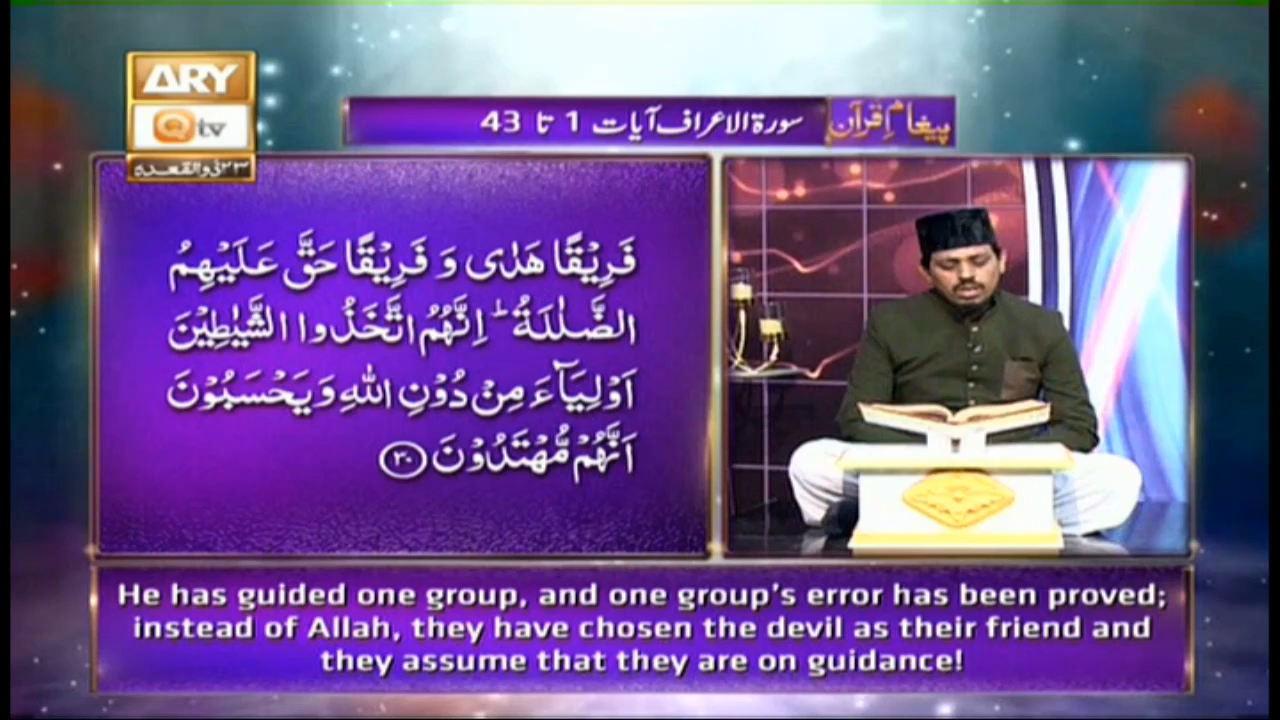 ARY
Qtv
۲۳ ذوالقعدہ
پیغامِ قرآن
سورۃ الاعراف آیات 1 تا 43
فَرِيْقًا هَدٰى وَ فَرِيْقًا حَقَّ عَلَيْهِمُ
الضَّلٰلَةُ ؕ اِنَّهُمُ اتَّخَذُوا الشَّيٰطِيْنَ
اَوْلِيَآءَ مِنْ دُوْنِ اللّٰهِ وَ يَحْسَبُوْنَ
اَنَّهُمْ مُّهْتَدُوْنَ ۳۰
He has guided one group, and one group's error has been proved;
instead of Allah, they have chosen the devil as their friend and
they assume that they are on guidance!